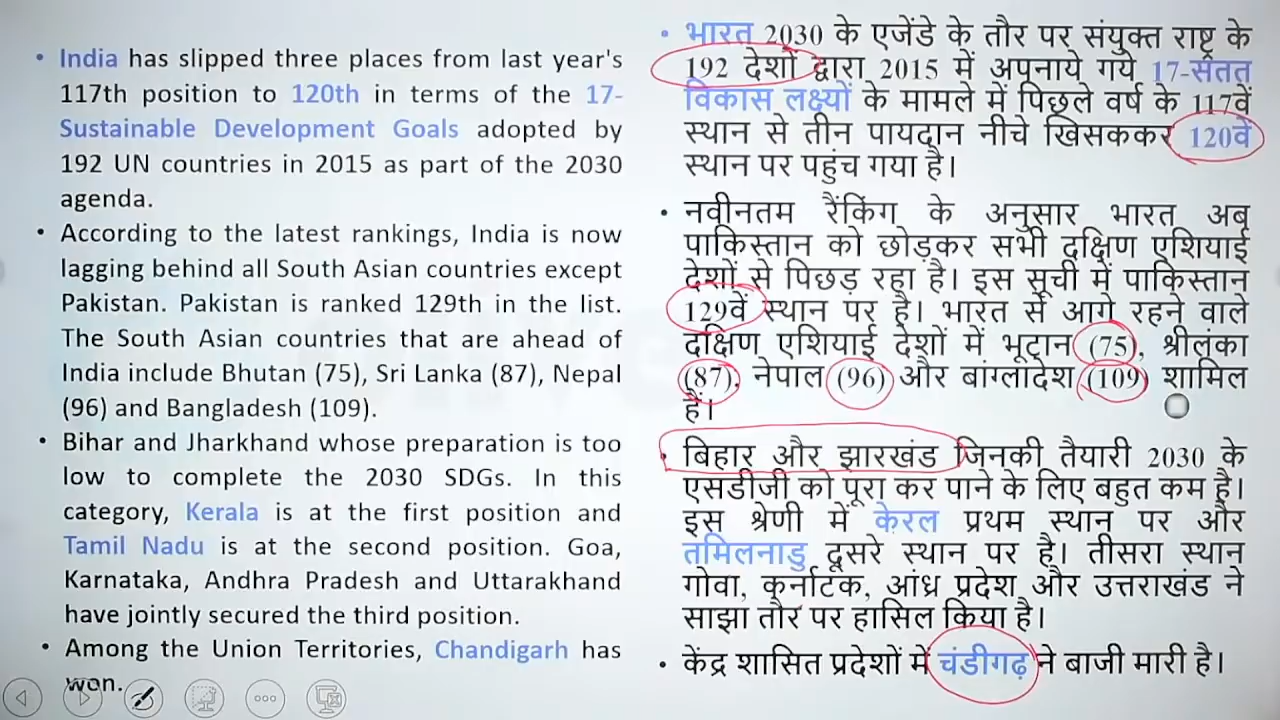 • India has slipped three places from last year's
117th position to 120th in terms of the 17-
Sustainable Development Goals adopted by
192 UN countries in 2015 as part of the 2030
agenda.
• According to the latest rankings, India is now
lagging behind all South Asian countries except
Pakistan. Pakistan is ranked 129th in the list.
The South Asian countries that are ahead of
India include Bhutan (75), Sri Lanka (87), Nepal
(96) and Bangladesh (109).
• Bihar and Jharkhand whose preparation is too
low to complete the 2030 SDGs. In this
category, Kerala is at the first position and
Tamil Nadu is at the second position. Goa,
Karnataka, Andhra Pradesh and Uttarakhand
have jointly secured the third position.
• Among the Union Territories, Chandigarh has
won.
• भारत 2030 के एजेंडे के तौर पर संयुक्त राष्ट्र के
192 देशों द्वारा 2015 में अपनाये गये 17-सतत
विकास लक्ष्यों के मामले में पिछले वर्ष के 117वें
स्थान से तीन पायदान नीचे खिसककर 120वें
स्थान पर पहुंच गया है।
• नवीनतम रैंकिंग के अनुसार भारत अब
पाकिस्तान को छोड़कर सभी दक्षिण एशियाई
देशों से पिछड़ रहा है। इस सूची में पाकिस्तान
129वें स्थान पर है। भारत से आगे रहने वाले
दक्षिण एशियाई देशों में भूटान (75), श्रीलंका
(87), नेपाल (96) और बांग्लादेश (109) शामिल
हैं।
• बिहार और झारखंड जिनकी तैयारी 2030 के
एसडीजी को पूरा कर पाने के लिए बहुत कम है।
इस श्रेणी में केरल प्रथम स्थान पर और
तमिलनाडु दूसरे स्थान पर है। तीसरा स्थान
गोवा, कर्नाटक, आंध्र प्रदेश और उत्तराखंड ने
साझा तौर पर हासिल किया है।
• केंद्र शासित प्रदेशों में चंडीगढ़ ने बाजी मारी है।